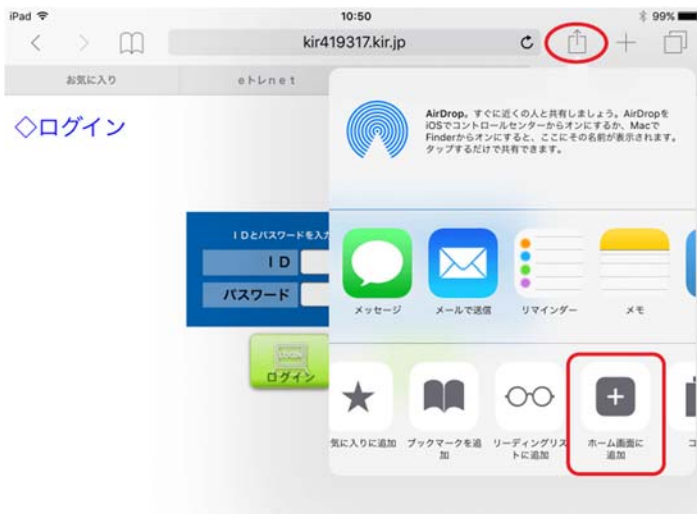 iPad 10:50 99%
kir419317.kir.jp
お気に入り eトレnet
◇ログイン
AirDrop。すぐに近くの人と共有しましょう。AirDropを
iOSでコントロールセンターからオンにするか、Macで
Finderからオンにすると、ここにその名前が表示されます。
タップするだけで共有できます。
IDとパスワードを入力
ID
パスワード
LOGIN
ログイン
メッセージ メールで送信 リマインダー メモ
気に入りに追加 ブックマークを追 リーディングリス ホーム画面に コ
加 トに追加 追加